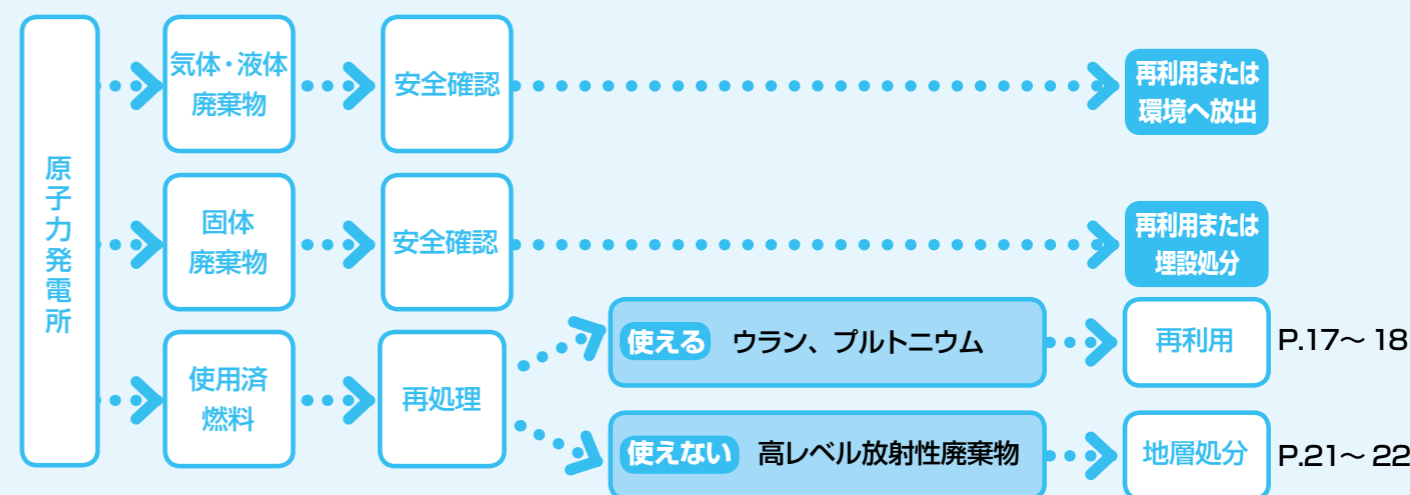 原子力発電所
気体・液体
廃棄物
安全確認
再利用または
環境へ放出
固体
廃棄物
安全確認
再利用または
埋設処分
使用済
燃料
再処理
使える ウラン、プルトニウム
再利用
P.17～18
使えない 高レベル放射性廃棄物
地層処分
P.21～22